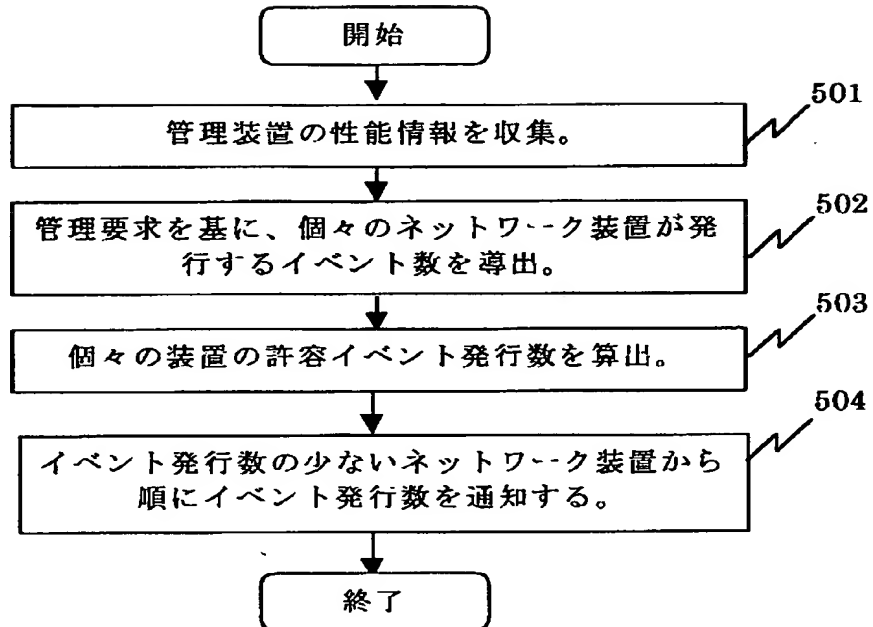 開始
管理装置の性能情報を収集。
501
管理要求を基に、個々のネットワーク装置が発
行するイベント数を導出。
502
個々の装置の許容イベント発行数を算出。
503
イベント発行数の少ないネットワーク装置から
順にイベント発行数を通知する。
504
終了